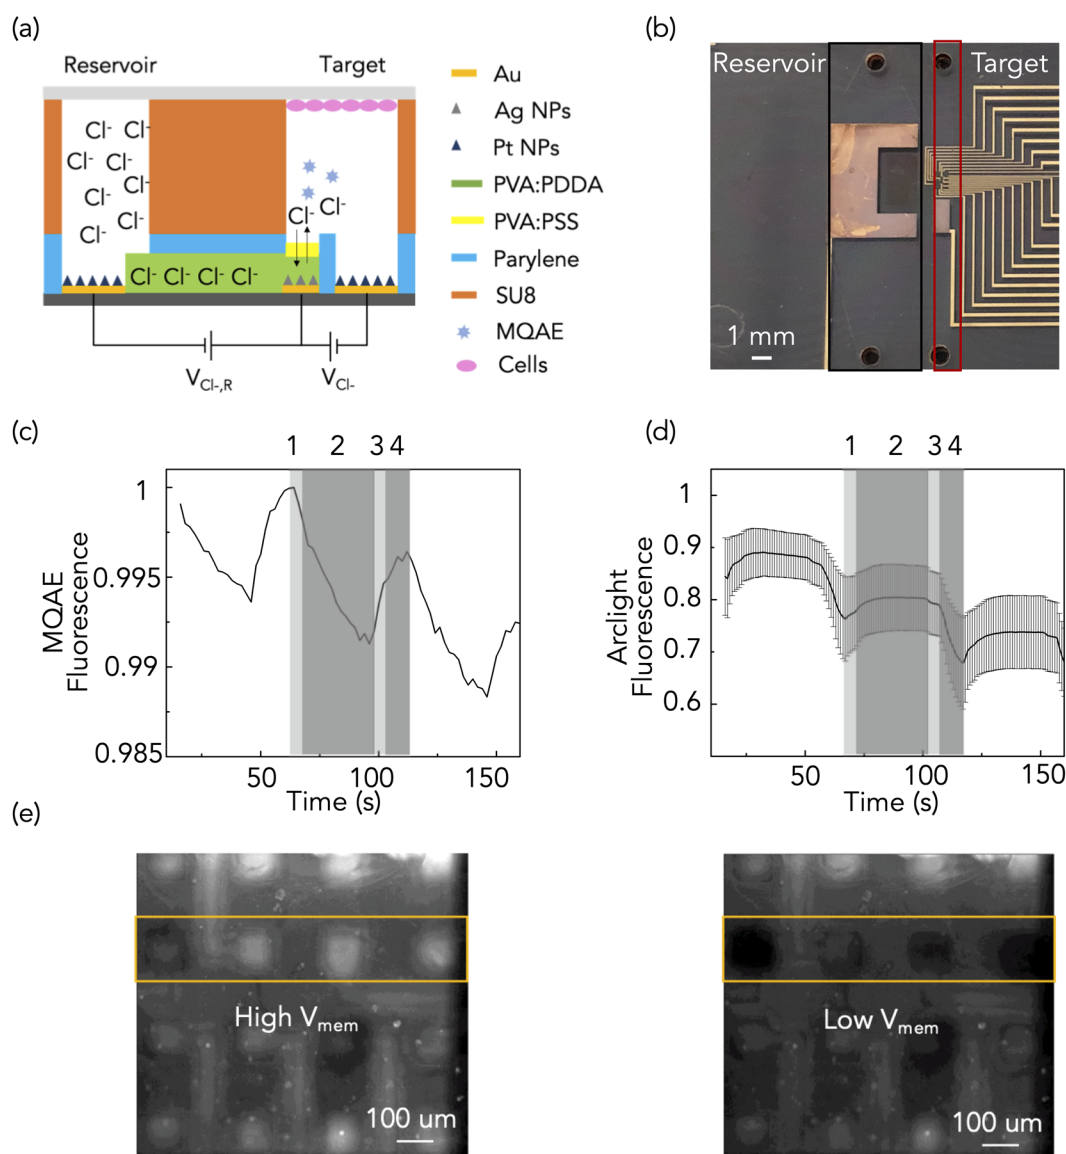 (a)
Reservoir
Target
Cl- Cl-
Cl- Cl-
Cl-
Cl-
Cl- Cl-
Cl- Cl- Cl- Cl-
VCl-,R
VCl-
Au
Ag NPs
Pt NPs
PVA:PDDA
PVA:PSS
Parylene
SU8
MQAE
Cells
(b)
Reservoir
Target
1 mm
(c)
1 2 3 4
MQAE
Fluorescence
1
0.995
0.99
0.985
50 100 150
Time (s)
(d)
1 2 3 4
Arclight
Fluorescence
1
0.9
0.8
0.7
0.6
50 100 150
Time (s)
(e)
High Vmem
100 um
Low Vmem
100 um